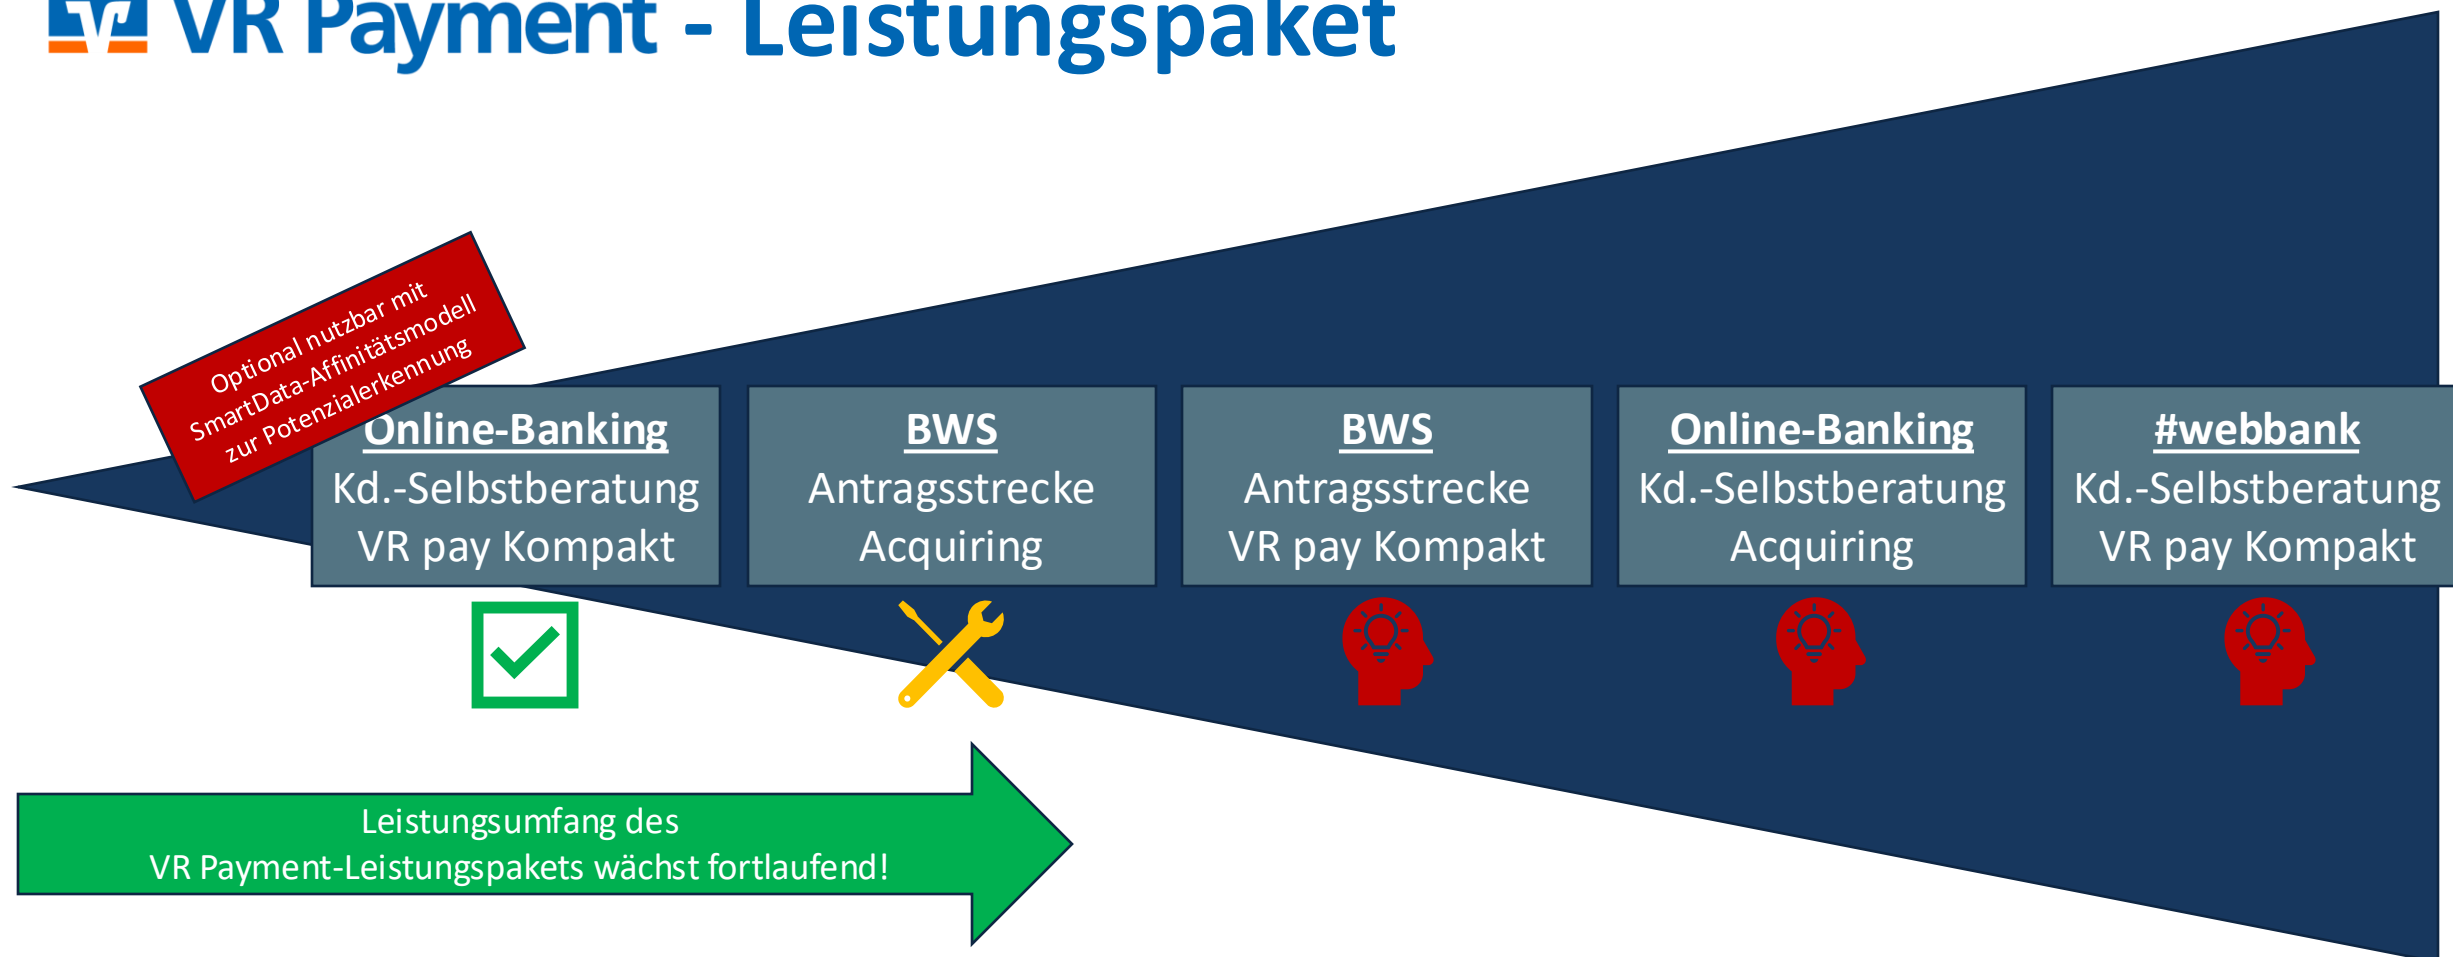 VR Payment - Leistungspaket
Optional nutzbar mit
SmartData-Affinitätsmodell
zur Potenzialerkennung
Online-Banking
Kd.-Selbstberatung
VR pay Kompakt
BWS
Antragsstrecke
Acquiring
BWS
Antragsstrecke
VR pay Kompakt
Online-Banking
Kd.-Selbstberatung
Acquiring
#webbank
Kd.-Selbstberatung
VR pay Kompakt
Leistungsumfang des
VR Payment-Leistungspakets wächst fortlaufend!